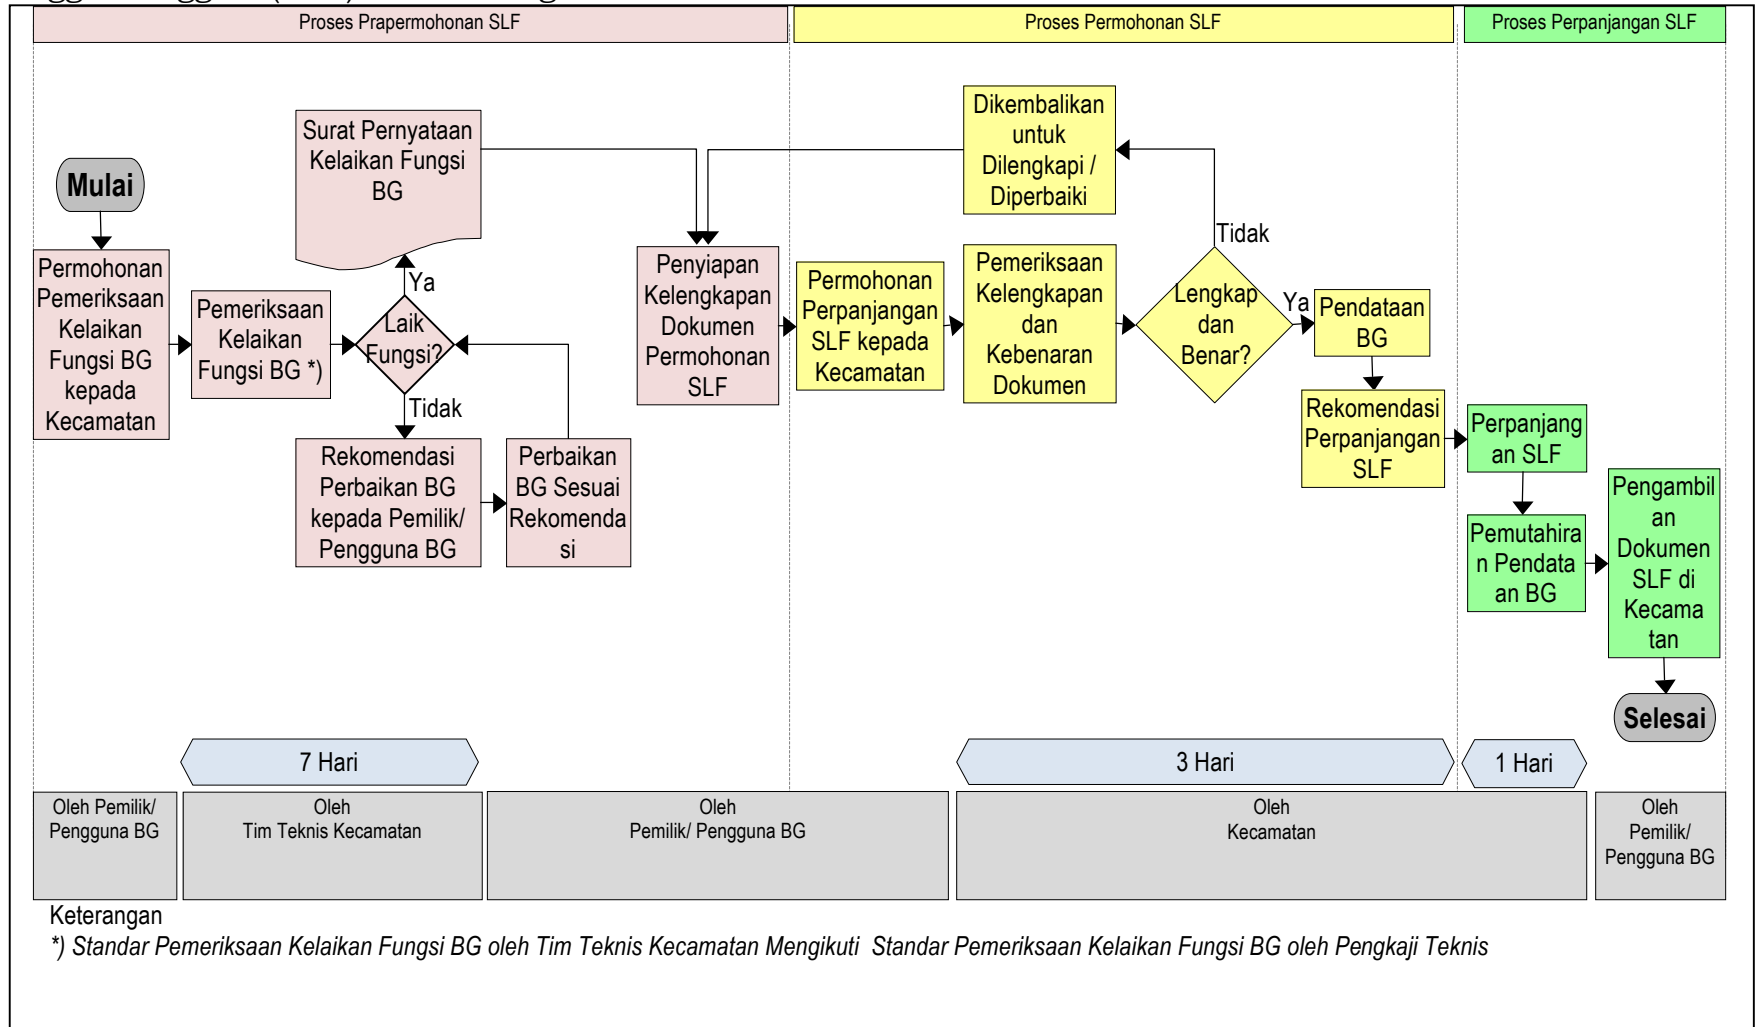 Proses Prapermohonan SLF
Proses Permohonan SLF
Proses Perpanjangan SLF
Mulai
Permohonan
Pemeriksaan
Kelaikan
Fungsi BG
kepada
Kecamatan
Pemeriksaan
Kelaikan
Fungsi BG *)
Laik
Fungsi?
Ya
Surat Pernyataan
Kelaikan Fungsi
BG
Tidak
Rekomendasi
Perbaikan BG
kepada Pemilik/
Pengguna BG
Perbaikan
BG Sesuai
Rekomenda
si
Penyiapan
Kelengkapan
Dokumen
Permohonan
SLF
Permohonan
Perpanjangan
SLF kepada
Kecamatan
Pemeriksaan
Kelengkapan
dan
Kebenaran
Dokumen
Lengkap
dan
Benar?
Tidak
Dikembalikan
untuk
Dilengkapi /
Diperbaiki
Ya
Pendataan
BG
Rekomendasi
Perpanjangan
SLF
Perpanjang
an SLF
Pemutahira
n Pendata
an BG
Pengambil
an
Dokumen
SLF di
Kecama
tan
Selesai
7 Hari
3 Hari
1 Hari
Oleh Pemilik/
Pengguna BG
Oleh
Tim Teknis Kecamatan
Oleh
Pemilik/ Pengguna BG
Oleh
Kecamatan
Oleh
Pemilik/
Pengguna BG
Keterangan
*) Standar Pemeriksaan Kelaikan Fungsi BG oleh Tim Teknis Kecamatan Mengikuti  Standar Pemeriksaan Kelaikan Fungsi BG oleh Pengkaji Teknis